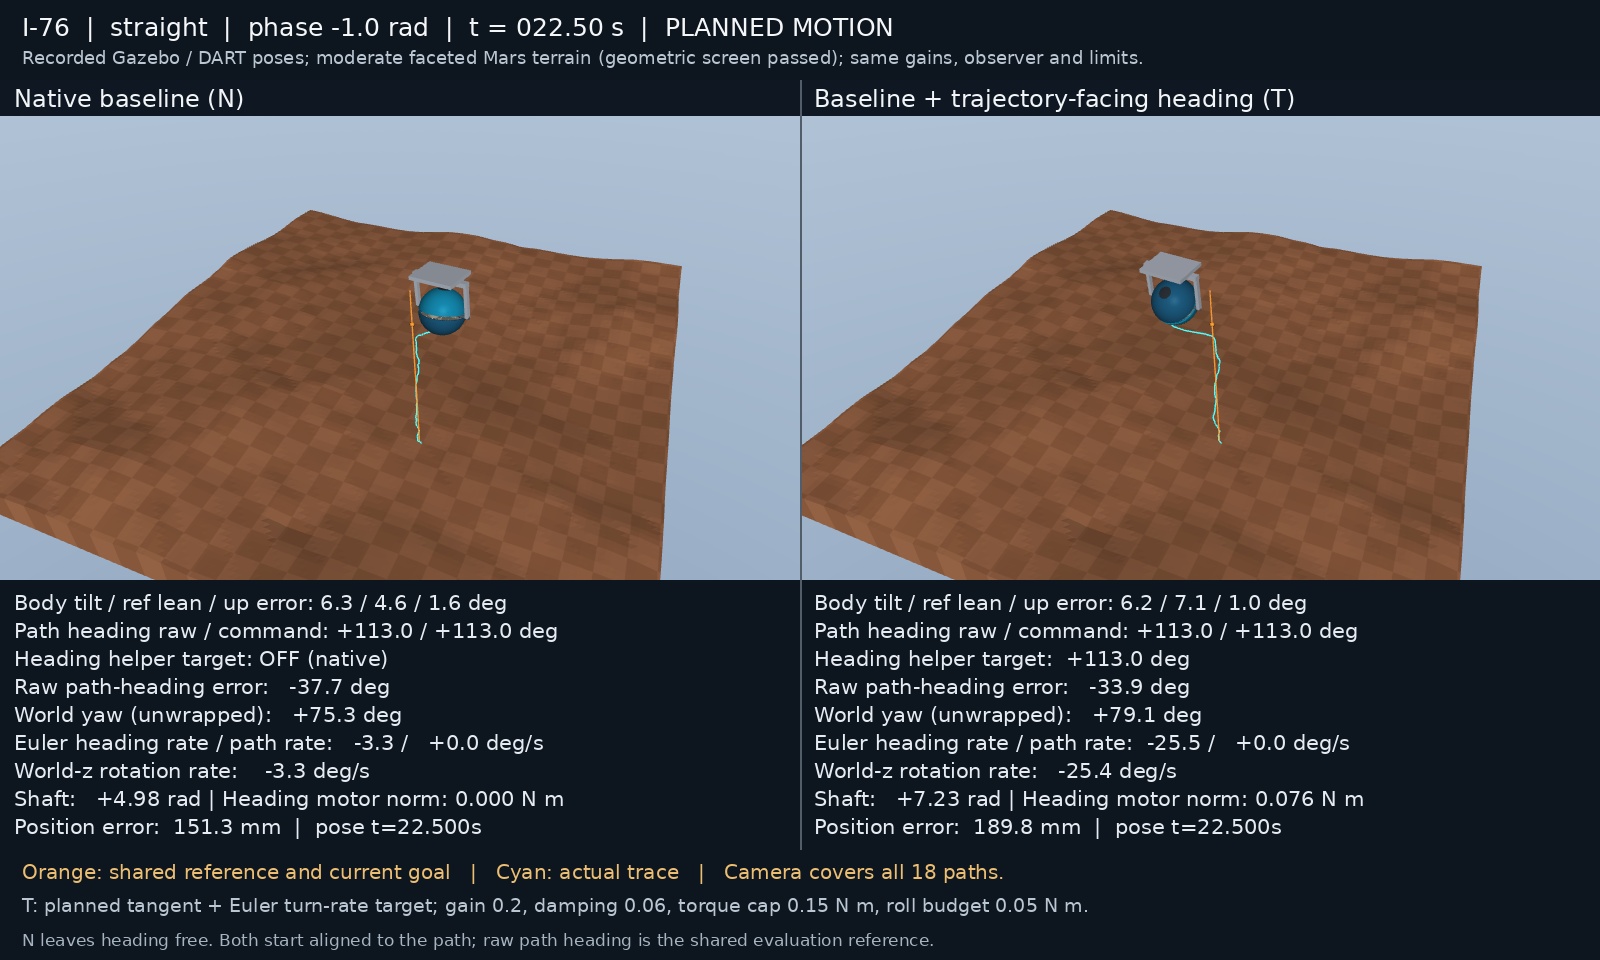 I-76 | straight | phase -1.0 rad | t = 022.50 s | PLANNED MOTION
Recorded Gazebo / DART poses; moderate faceted Mars terrain (geometric screen passed); same gains, observer and limits.
Native baseline (N)
Body tilt / ref lean / up error: 6.3 / 4.6 / 1.6 deg
Path heading raw / command: +113.0 / +113.0 deg
Heading helper target: OFF (native)
Raw path-heading error: -37.7 deg
World yaw (unwrapped): +75.3 deg
Euler heading rate / path rate: -3.3 / +0.0 deg/s
World-z rotation rate: -3.3 deg/s
Shaft: +4.98 rad | Heading motor norm: 0.000 N m
Position error: 151.3 mm | pose t=22.500s
Baseline + trajectory-facing heading (T)
Body tilt / ref lean / up error: 6.2 / 7.1 / 1.0 deg
Path heading raw / command: +113.0 / +113.0 deg
Heading helper target: +113.0 deg
Raw path-heading error: -33.9 deg
World yaw (unwrapped): +79.1 deg
Euler heading rate / path rate: -25.5 / +0.0 deg/s
World-z rotation rate: -25.4 deg/s
Shaft: +7.23 rad | Heading motor norm: 0.076 N m
Position error: 189.8 mm | pose t=22.500s
Orange: shared reference and current goal | Cyan: actual trace | Camera covers all 18 paths.
T: planned tangent + Euler turn-rate target; gain 0.2, damping 0.06, torque cap 0.15 N m, roll budget 0.05 N m.
N leaves heading free. Both start aligned to the path; raw path heading is the shared evaluation reference.